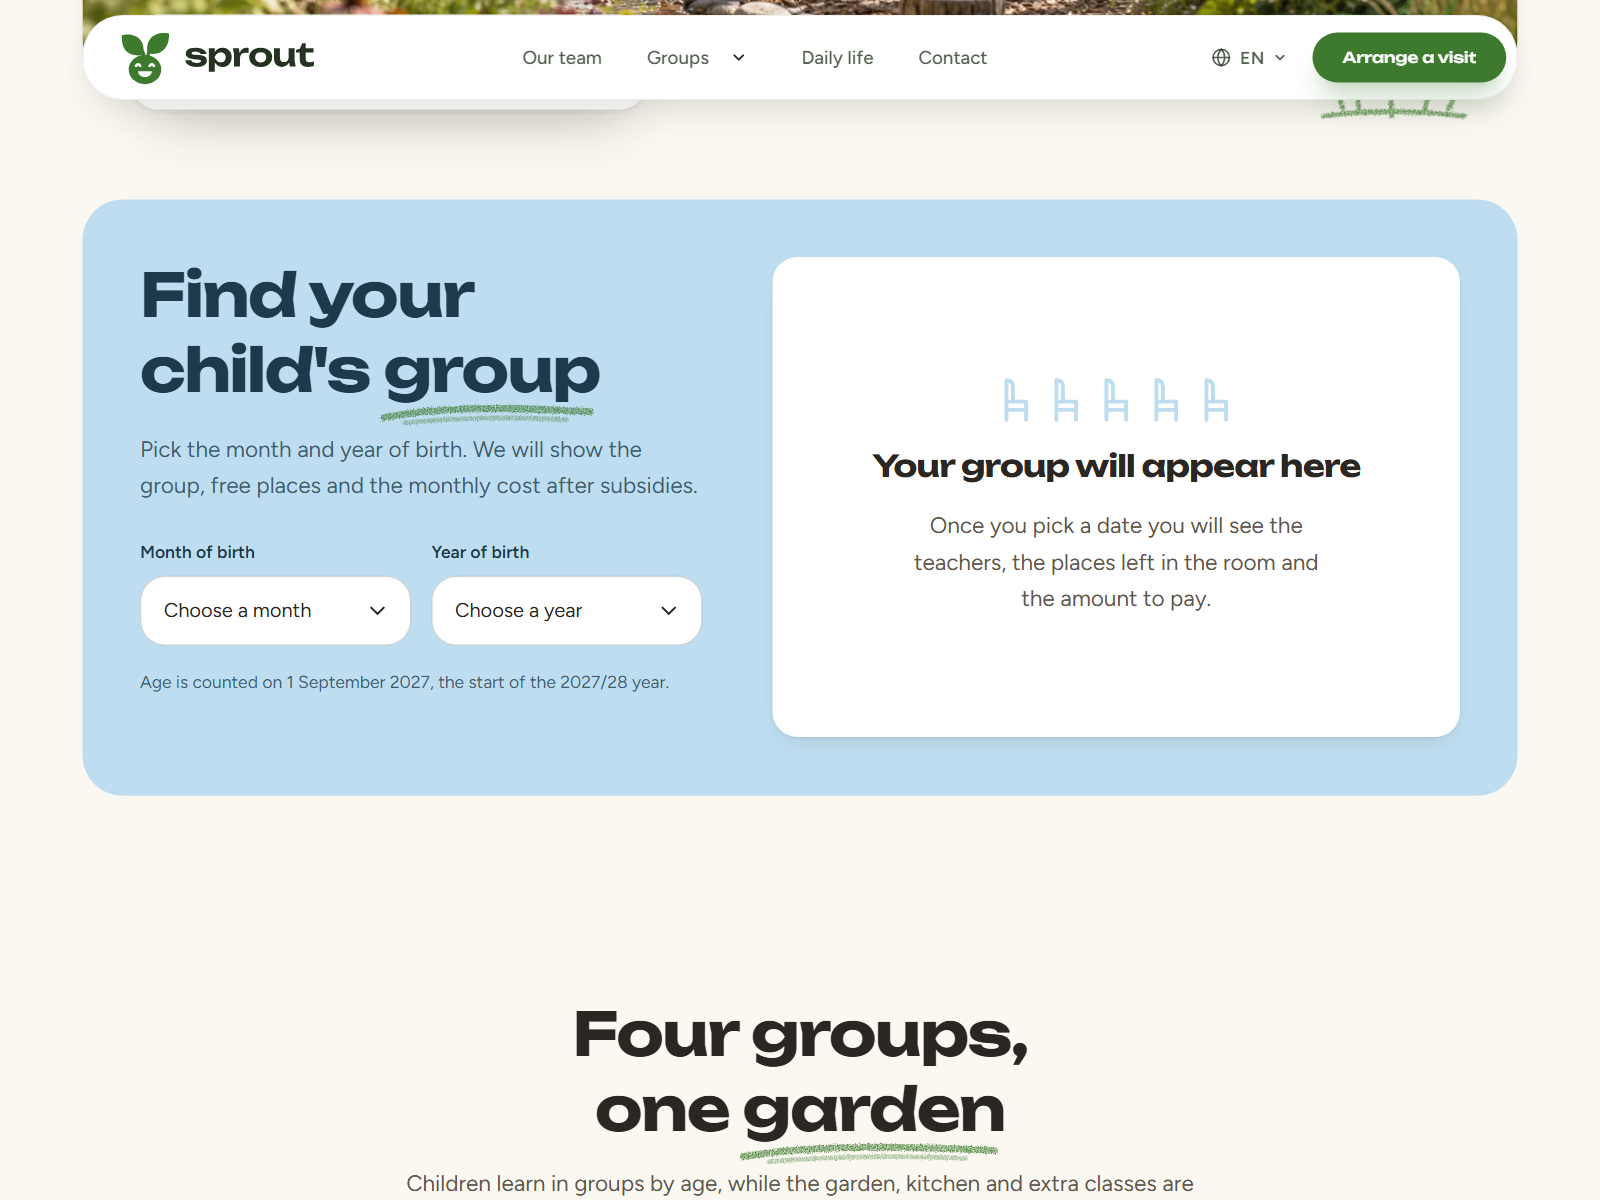 sprout
Our team
Groups
Daily life
Contact
EN
Arrange a visit
Find your
child's group
Pick the month and year of birth. We will show the
group, free places and the monthly cost after subsidies.
Month of birth
Year of birth
Choose a month
Choose a year
Age is counted on 1 September 2027, the start of the 2027/28 year.
Your group will appear here
Once you pick a date you will see the
teachers, the places left in the room and
the amount to pay.
Four groups,
one garden
Children learn in groups by age, while the garden, kitchen and extra classes are